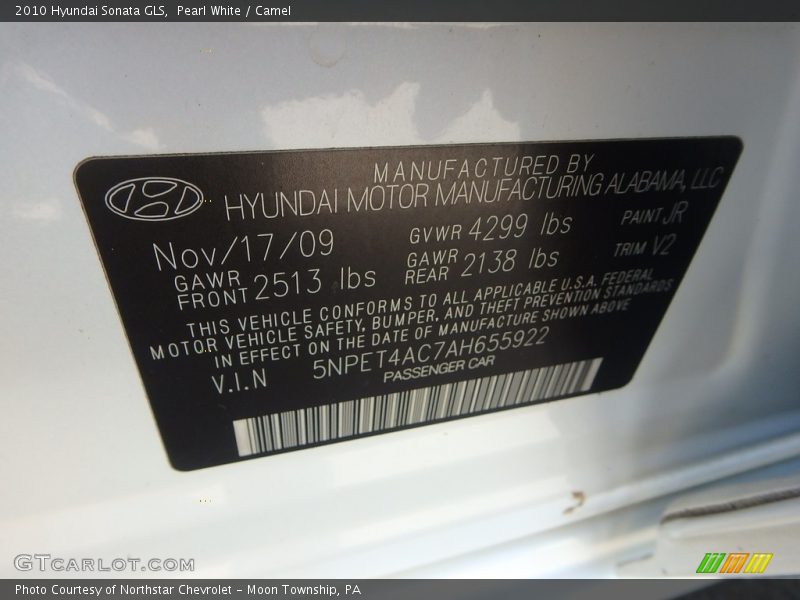 2010 Hyundai Sonata GLS, Pearl White / Camel
MANUFACTURED BY
HYUNDAI MOTOR MANUFACTURING ALABAMA, LLC
Nov/17/09 GVWR 4299 lbs PAINT JR
GAWR FRONT 2513 lbs GAWR REAR 2138 lbs TRIM V2
THIS VEHICLE CONFORMS TO ALL APPLICABLE U.S.A. FEDERAL
MOTOR VEHICLE SAFETY, BUMPER, AND THEFT PREVENTION STANDARDS
IN EFFECT ON THE DATE OF MANUFACTURE SHOWN ABOVE
V.I.N 5NPET4AC7AH655922
PASSENGER CAR
GTCARLOT.COM
Photo Courtesy of Northstar Chevrolet - Moon Township, PA